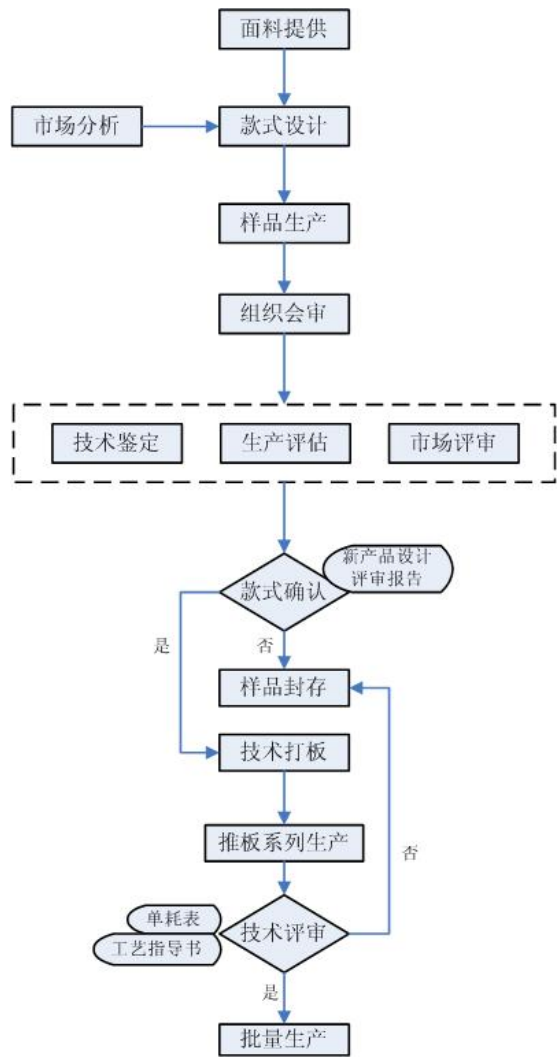 面料提供
市场分析
款式设计
样品生产
组织会审
技术鉴定
生产评估
市场评审
新产品设计
评审报告
款式确认
是
否
样品封存
技术打板
推板系列生产
否
单耗表
工艺指导书
技术评审
是
批量生产